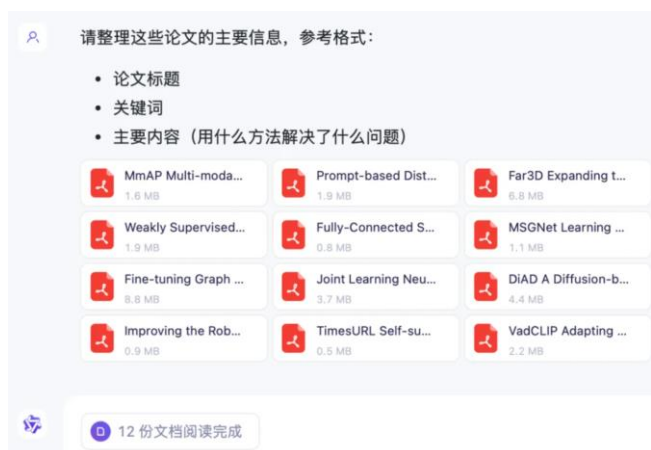 请整理这些论文的主要信息，参考格式：
• 论文标题
• 关键词
• 主要内容（用什么方法解决了什么问题）
MmAP Multi-moda... Prompt-based Dist... Far3D Expanding t...
1.6 MB 1.9 MB 6.8 MB
Weakly Supervised... Fully-Connected S... MSGNet Learning ...
1.9 MB 0.8 MB 1.1 MB
Fine-tuning Graph ... Joint Learning Neu... DiAD A Diffusion-b...
8.8 MB 3.7 MB 4.4 MB
Improving the Rob... TimesURL Self-su... VadCLIP Adapting ...
0.9 MB 0.5 MB 2.2 MB
D 12 份文档阅读完成